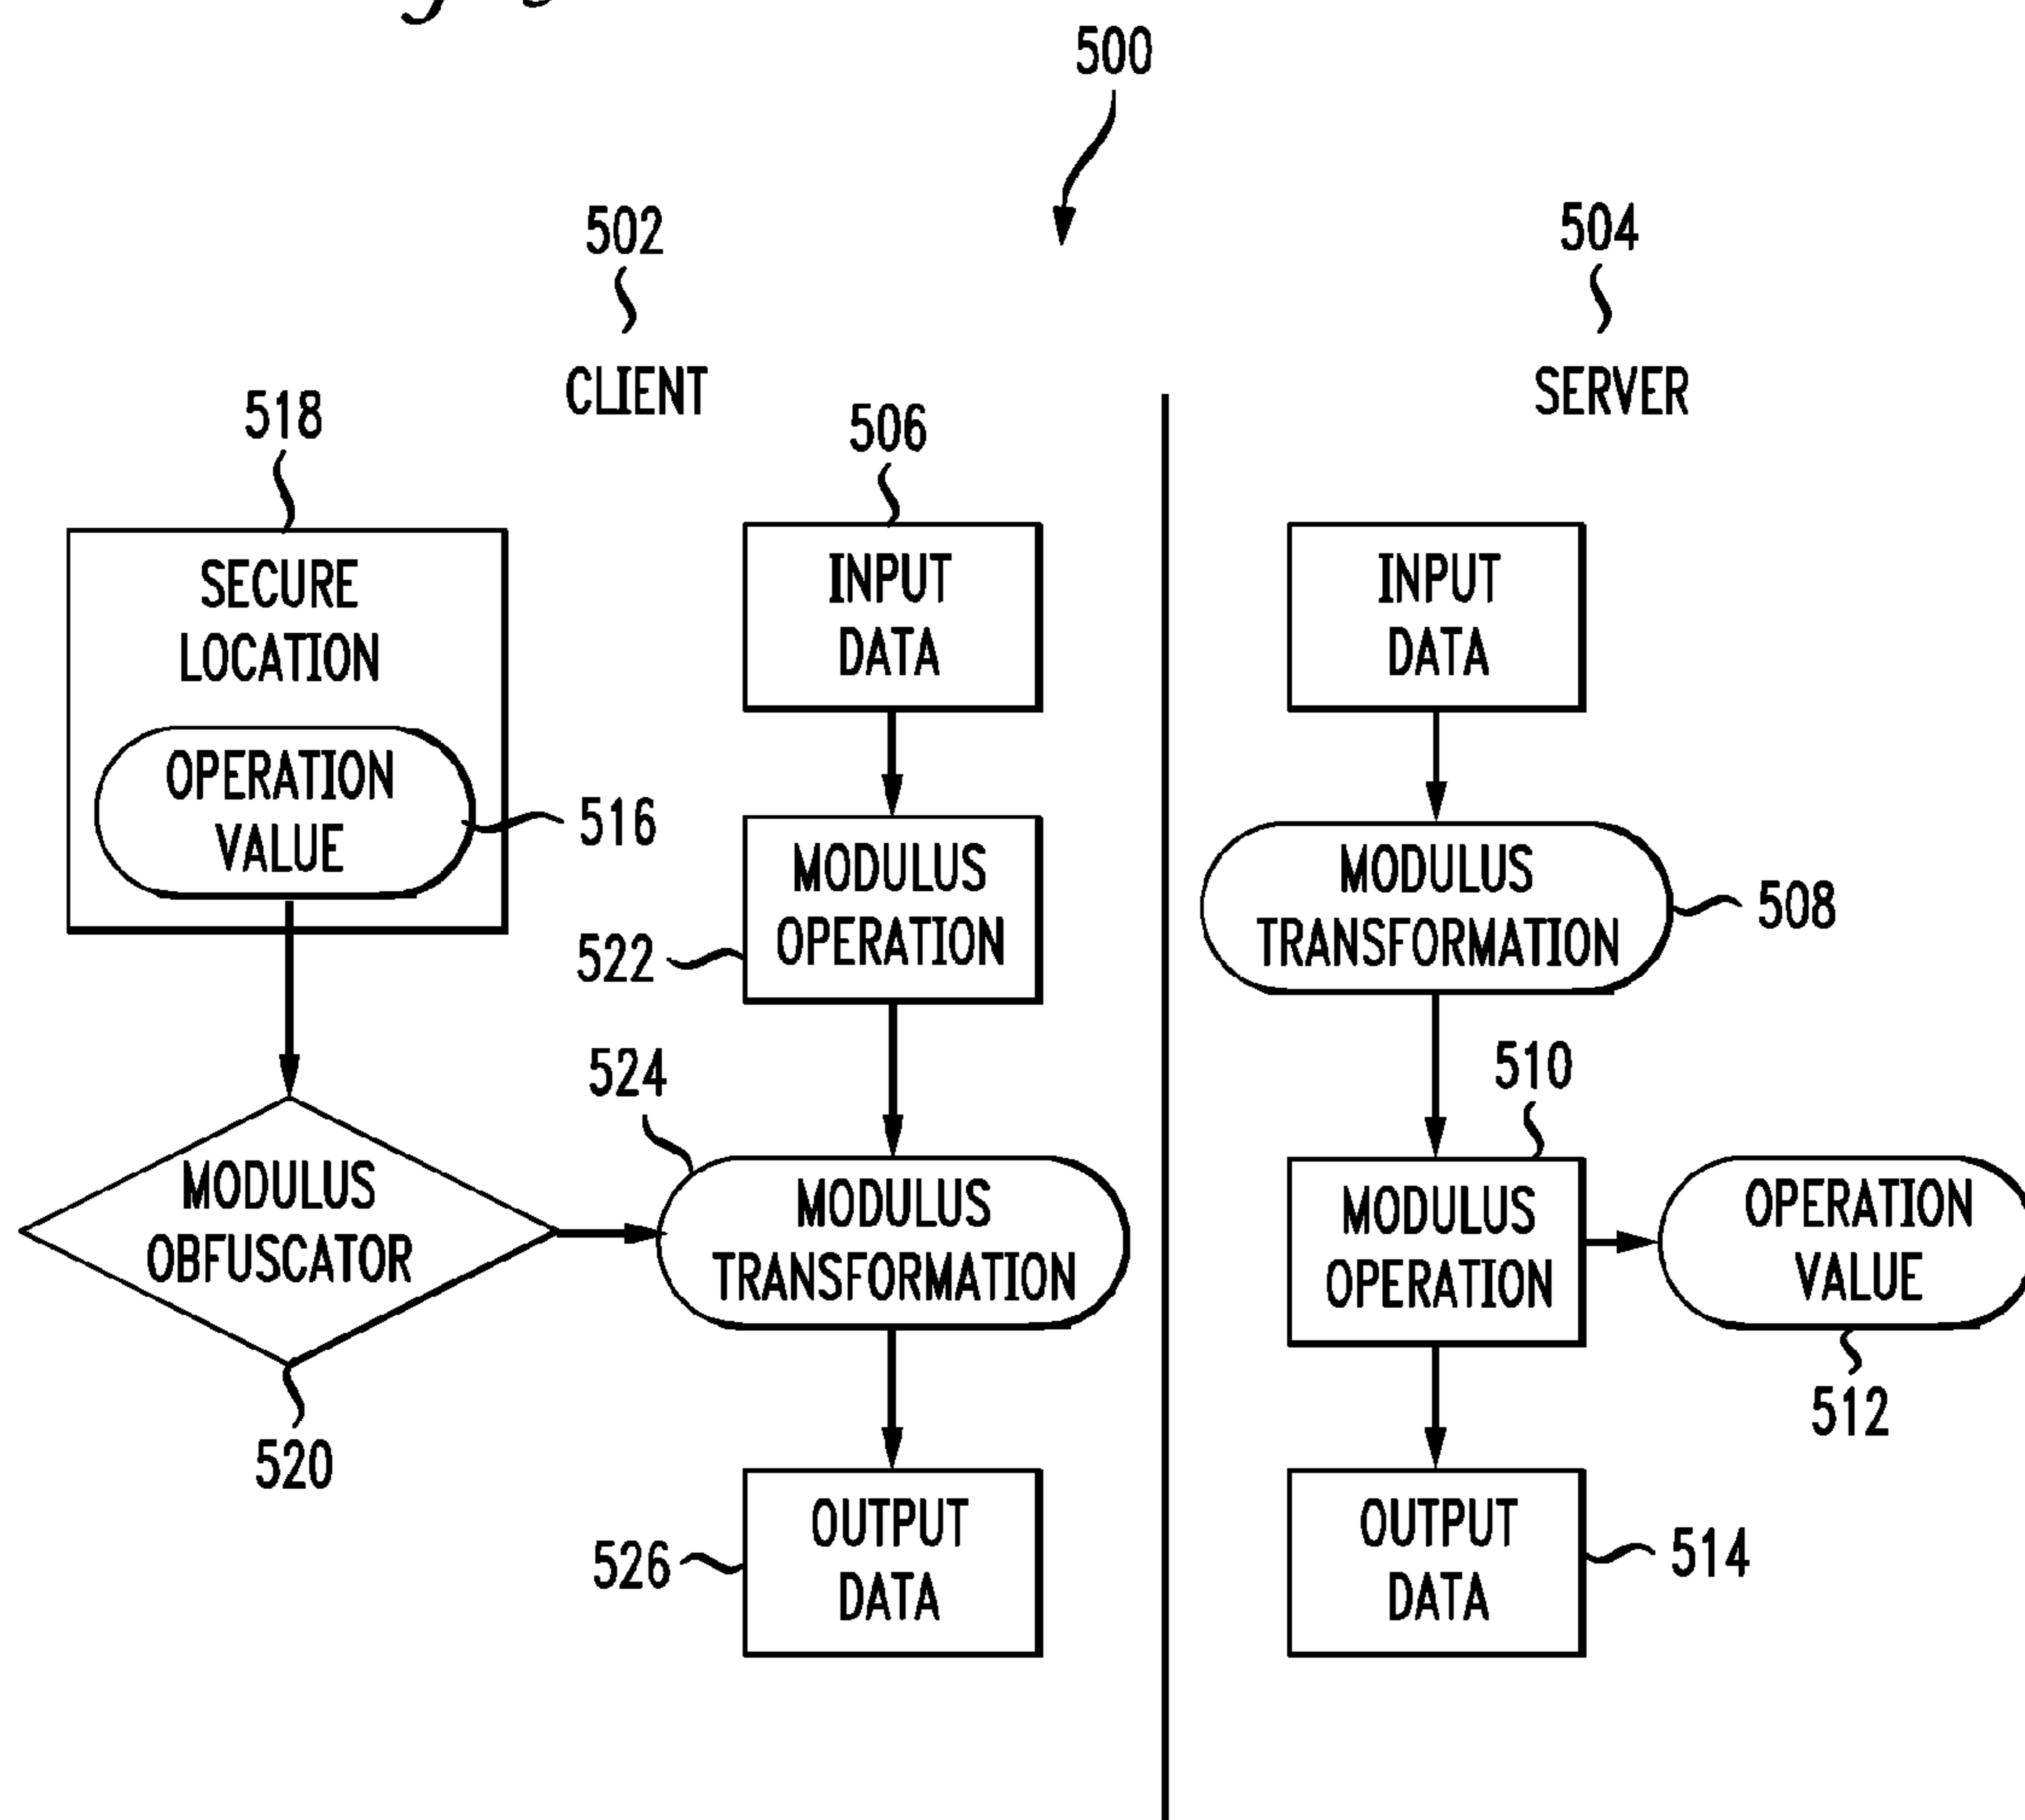 500
502
504
CLIENT
SERVER
518
506
SECURE
LOCATION
OPERATION
VALUE
516
INPUT
DATA
MODULUS
OPERATION
522
524
MODULUS
OBFUSCATOR
520
MODULUS
TRANSFORMATION
OUTPUT
DATA
526
INPUT
DATA
MODULUS
TRANSFORMATION
508
510
MODULUS
OPERATION
OPERATION
VALUE
512
OUTPUT
DATA
514